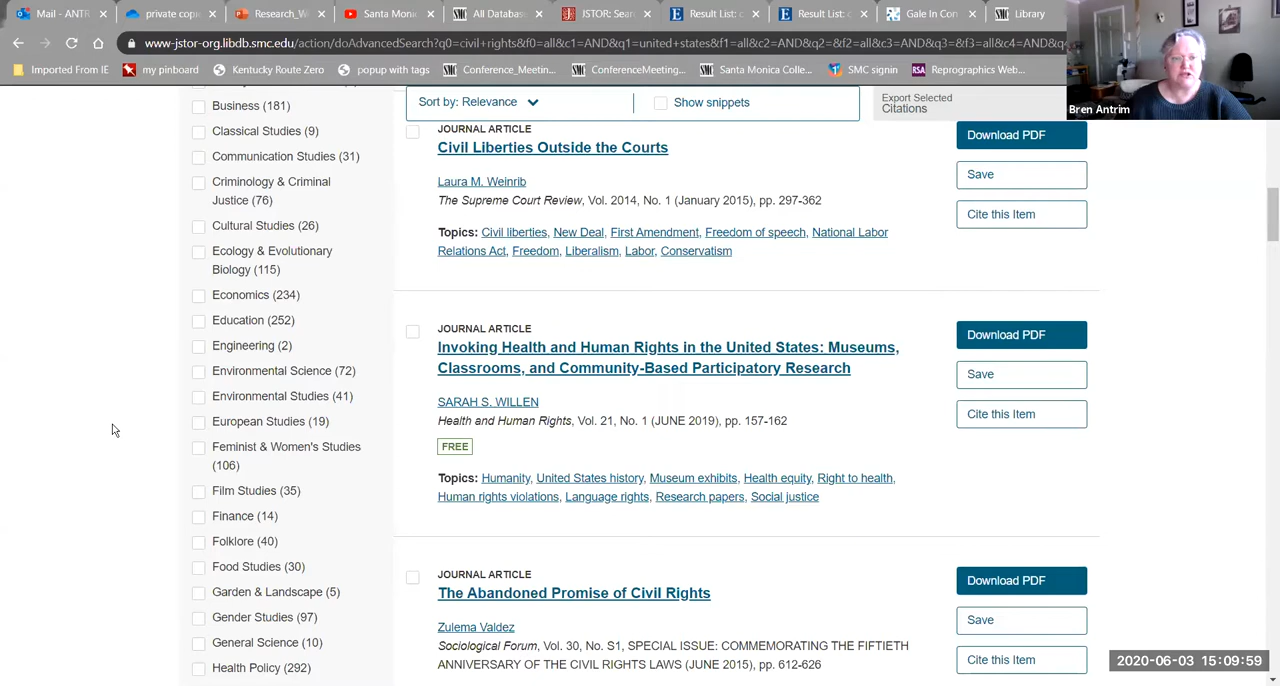 Mail - ANTR
private copi
Research_W
Santa Moni
All Databas
JSTOR: Sear
Result List: c
Result List: c
Gale In Con
Library
www-jstor-org.libdb.smc.edu/action/doAdvancedSearch?q0=civil+rights&f0=all&c1=AND&q1=united+states&f1=all&c2=AND&q2=&f2=all&c3=AND&q3=&f3=all&c4=AND&q4
Imported From IE
my pinboard
Kentucky Route Zero
popup with tags
Conference_Meetin...
ConferenceMeeting...
Santa Monica Colle...
SMC signin
Reprographics Web...
Bren Antrim
Business (181)
Classical Studies (9)
Communication Studies (31)
Criminology & Criminal
Justice (76)
Cultural Studies (26)
Ecology & Evolutionary
Biology (115)
Economics (234)
Education (252)
Engineering (2)
Environmental Science (72)
Environmental Studies (41)
European Studies (19)
Feminist & Women's Studies
(106)
Film Studies (35)
Finance (14)
Folklore (40)
Food Studies (30)
Garden & Landscape (5)
Gender Studies (97)
General Science (10)
Health Policy (292)
Sort by: Relevance
Show snippets
Export Selected
Citations
JOURNAL ARTICLE
Civil Liberties Outside the Courts
Laura M. Weinrib
The Supreme Court Review, Vol. 2014, No. 1 (January 2015), pp. 297-362
Topics: Civil liberties, New Deal, First Amendment, Freedom of speech, National Labor
Relations Act, Freedom, Liberalism, Labor, Conservatism
Download PDF
Save
Cite this Item
JOURNAL ARTICLE
Invoking Health and Human Rights in the United States: Museums,
Classrooms, and Community-Based Participatory Research
SARAH S. WILLEN
Health and Human Rights, Vol. 21, No. 1 (JUNE 2019), pp. 157-162
FREE
Topics: Humanity, United States history, Museum exhibits, Health equity, Right to health,
Human rights violations, Language rights, Research papers, Social justice
Download PDF
Save
Cite this Item
JOURNAL ARTICLE
The Abandoned Promise of Civil Rights
Zulema Valdez
Sociological Forum, Vol. 30, No. S1, SPECIAL ISSUE: COMMEMORATING THE FIFTIETH
ANNIVERSARY OF THE CIVIL RIGHTS LAWS (JUNE 2015), pp. 612-626
Download PDF
Save
Cite this Item
2020-06-03 15:09:59